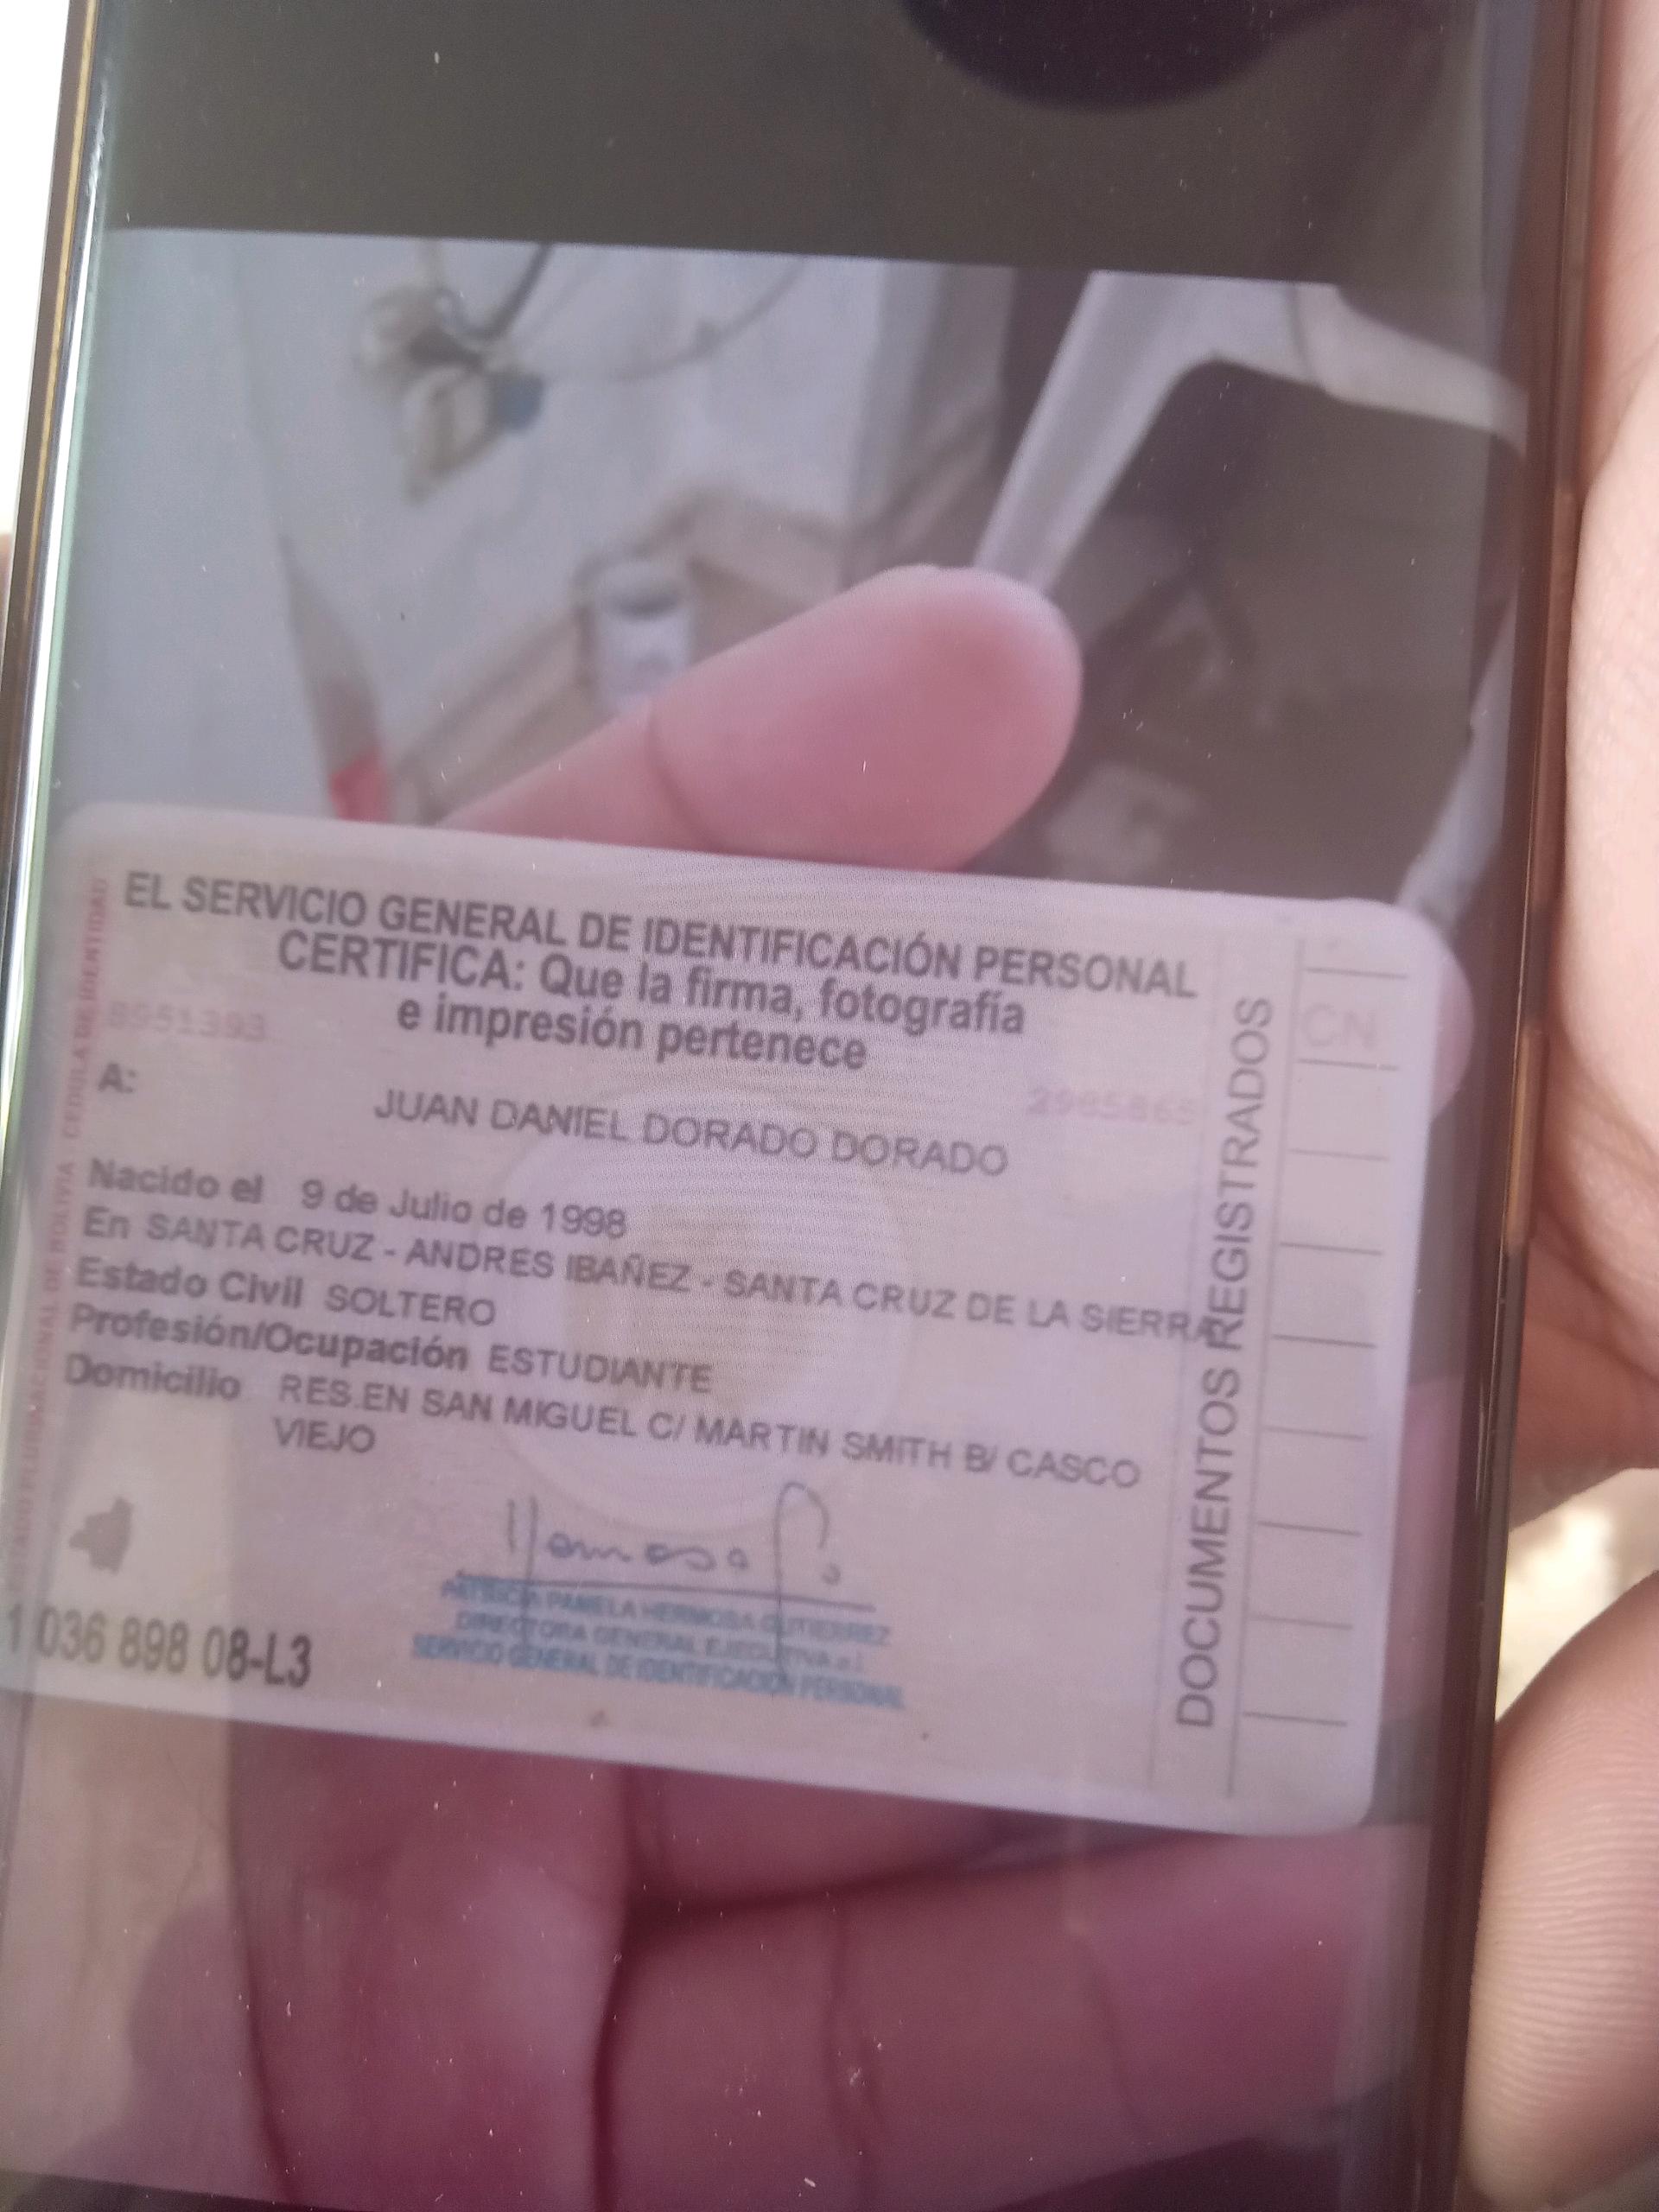 EL SERVICIO GENERAL DE IDENTIFICACIÓN PERSONAL
CERTIFICA: Que la firma, fotografía
e impresión pertenece
8951393
A:
2985865
JUAN DANIEL DORADO DORADO
Nacido el 9 de Julio de 1998
En SANTA CRUZ - ANDRES IBAÑEZ - SANTA CRUZ DE LA SIERRA
Estado Civil SOLTERO
Profesión/Ocupación ESTUDIANTE
Domicilio RES.EN SAN MIGUEL C/ MARTIN SMITH B/ CASCO
VIEJO
PATRICIA PAMELA HERMOSA GUTIERREZ
DIRECTORA GENERAL EJECUTIVA a.i.
SERVICIO GENERAL DE IDENTIFICACIÓN PERSONAL
1 036 898 08-L3
DOCUMENTOS REGISTRADOS
CN
ESTADO PLURINACIONAL DE BOLIVIA - CEDULA DE IDENTIDAD